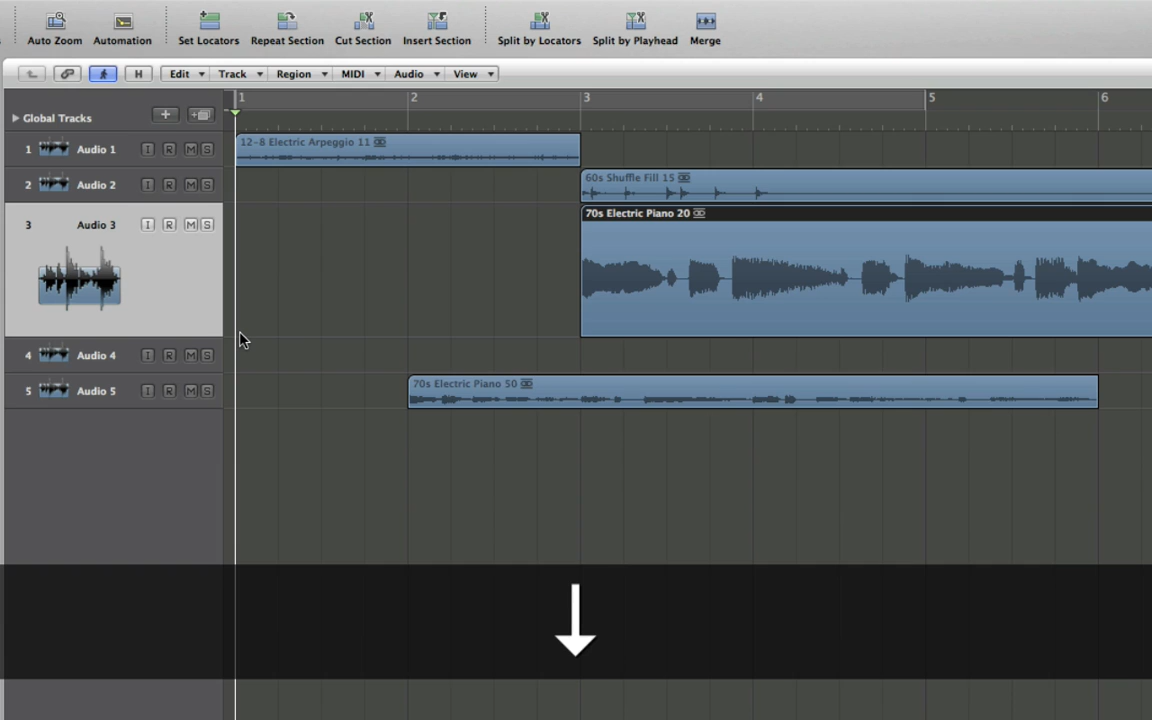 Auto Zoom Automation Set Locators Repeat Section Cut Section Insert Section Split by Locators Split by Playhead Merge
H Edit Track Region MIDI Audio View
1 2 3 4 5 6
Global Tracks
1 Audio 1 I R M S 12-8 Electric Arpeggio 11
2 Audio 2 I R M S 60s Shuffle Fill 15
3 Audio 3 I R M S 70s Electric Piano 20
4 Audio 4 I R M S
5 Audio 5 I R M S 70s Electric Piano 50